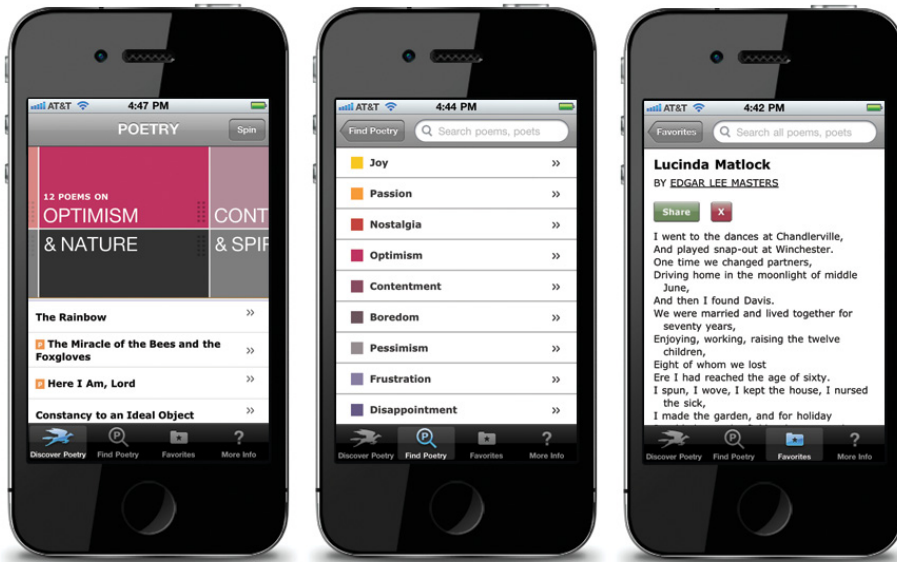 AT&T 4:47 PM
POETRY Spin
12 POEMS ON
OPTIMISM CONT
& NATURE & SPIR
The Rainbow »
P The Miracle of the Bees and the
Foxgloves »
P Here I Am, Lord »
Constancy to an Ideal Object »
Discover Poetry P Find Poetry Favorites ? More Info
AT&T 4:44 PM
Find Poetry Search poems, poets
Joy »
Passion »
Nostalgia »
Optimism »
Contentment »
Boredom »
Pessimism »
Frustration »
Disappointment »
Discover Poetry P Find Poetry Favorites ? More Info
AT&T 4:42 PM
Favorites Search all poems, poets
Lucinda Matlock
BY EDGAR LEE MASTERS
Share X
I went to the dances at Chandlerville,
And played snap-out at Winchester.
One time we changed partners,
Driving home in the moonlight of middle
June,
And then I found Davis.
We were married and lived together for
seventy years,
Enjoying, working, raising the twelve
children,
Eight of whom we lost
Ere I had reached the age of sixty.
I spun, I wove, I kept the house, I nursed
the sick,
I made the garden, and for holiday
Discover Poetry P Find Poetry Favorites ? More Info